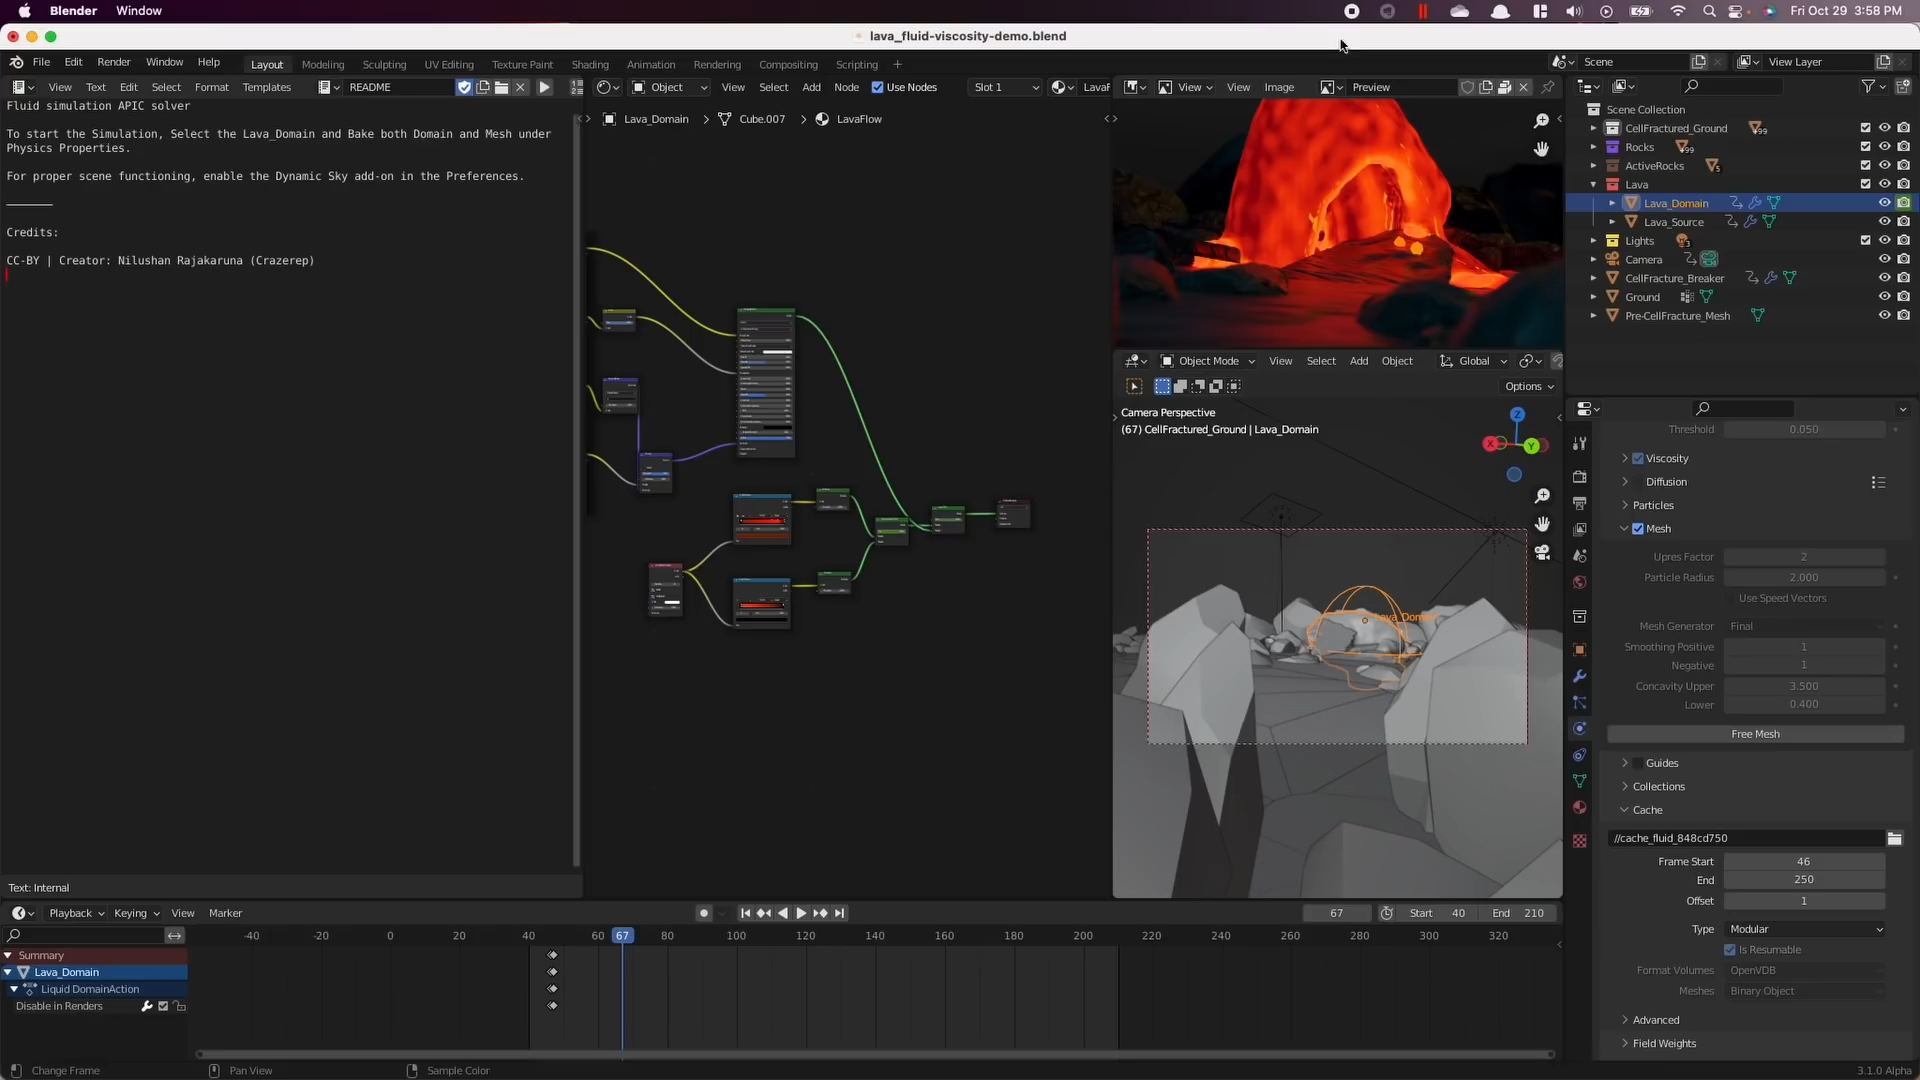 Blender Window
Fri Oct 29 3:58 PM
lava_fluid-viscosity-demo.blend
File Edit Render Window Help Layout Modeling Sculpting UV Editing Texture Paint Shading Animation Rendering Compositing Scripting + Scene View Layer
View Text Edit Select Format Templates README
Object View Select Add Node Use Nodes Slot 1 LavaF
View View Image Preview
Fluid simulation APIC solver
To start the Simulation, Select the Lava_Domain and Bake both Domain and Mesh under
Physics Properties.
For proper scene functioning, enable the Dynamic Sky add-on in the Preferences.
Credits:
CC-BY | Creator: Nilushan Rajakaruna (Crazerep)
Text: Internal
Lava_Domain > Cube.007 > LavaFlow
Object Mode View Select Add Object Global
Options
Camera Perspective
(67) CellFractured_Ground | Lava_Domain
Z
X
Y
Scene Collection
CellFractured_Ground 99
Rocks 99
ActiveRocks 5
Lava
Lava_Domain
Lava_Source
Lights 3
Camera
CellFracture_Breaker
Ground
Pre-CellFracture_Mesh
Threshold 0.050
Viscosity
Diffusion
Particles
Mesh
Upres Factor 2
Particle Radius 2.000
Use Speed Vectors
Mesh Generator Final
Smoothing Positive 1
Negative 1
Concavity Upper 3.500
Lower 0.400
Free Mesh
Guides
Collections
Cache
//cache_fluid_848cd750
Frame Start 46
End 250
Offset 1
Type Modular
Is Resumable
Format Volumes OpenVDB
Meshes Binary Object
Advanced
Field Weights
Playback Keying View Marker
67 Start 40 End 210
-40 -20 0 20 40 60 67 80 100 120 140 160 180 200 220 240 260 280 300 320
Summary
Lava_Domain
Liquid DomainAction
Disable in Renders
Change Frame Pan View Sample Color
3.1.0 Alpha